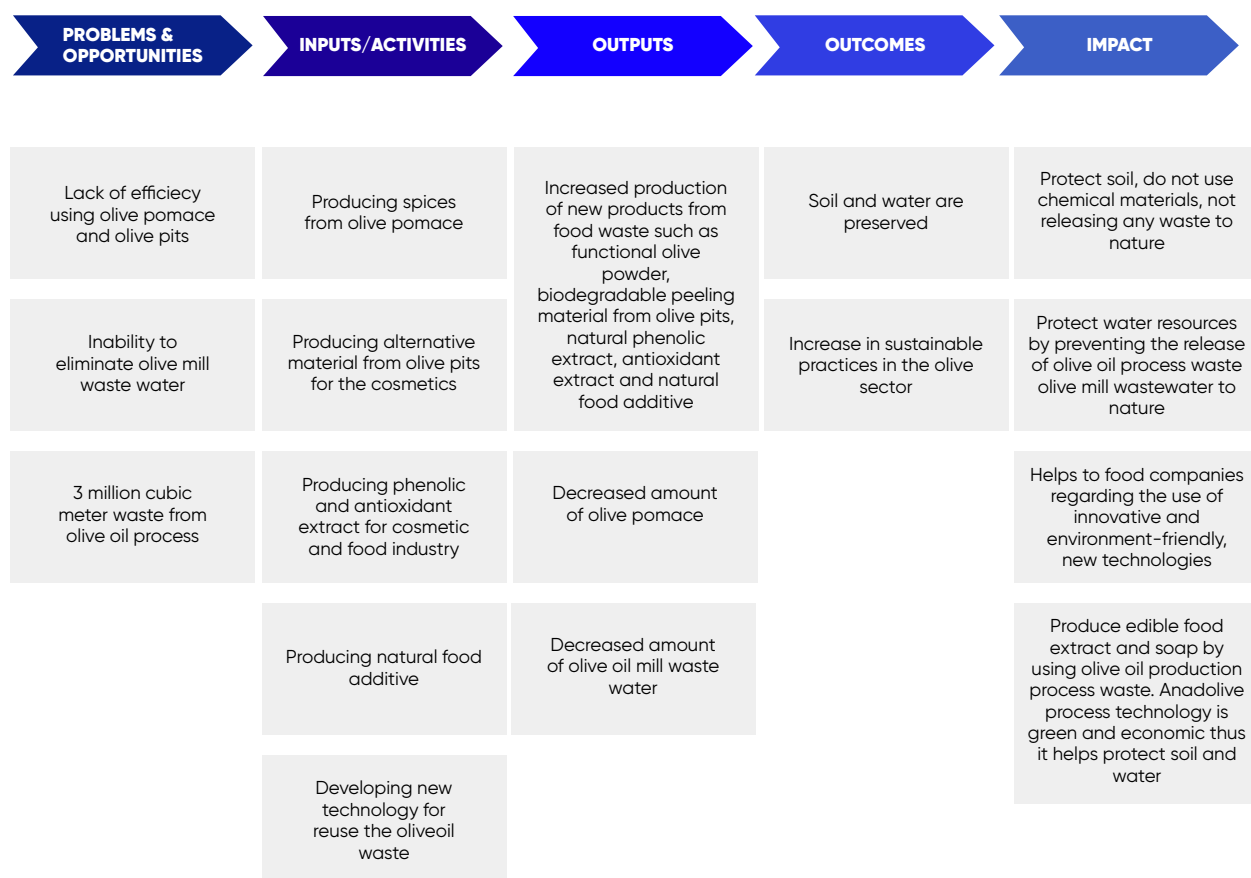 PROBLEMS &
OPPORTUNITIES
INPUTS/ACTIVITIES
OUTPUTS
OUTCOMES
IMPACT
Lack of efficiecy
using olive pomace
and olive pits
Inability to
eliminate olive mill
waste water
3 million cubic
meter waste from
olive oil process
Producing spices
from olive pomace
Producing alternative
material from olive pits
for the cosmetics
Producing phenolic
and antioxidant
extract for cosmetic
and food industry
Producing natural food
additive
Developing new
technology for
reuse the oliveoil
waste
Increased production
of new products from
food waste such as
functional olive
powder,
biodegradable peeling
material from olive pits,
natural phenolic
extract, antioxidant
extract and natural
food additive
Decreased amount
of olive pomace
Decreased amount
of olive oil mill waste
water
Soil and water are
preserved
Increase in sustainable
practices in the olive
sector
Protect soil, do not use
chemical materials, not
releasing any waste to
nature
Protect water resources
by preventing the release
of olive oil process waste
olive mill wastewater to
nature
Helps to food companies
regarding the use of
innovative and
environment-friendly,
new technologies
Produce edible food
extract and soap by
using olive oil production
process waste. Anadolive
process technology is
green and economic thus
it helps protect soil and
water